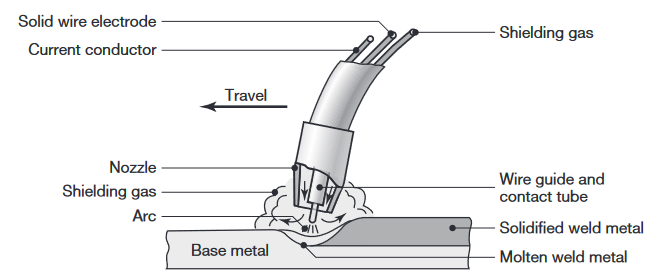 Solid wire electrode
Current conductor
Shielding gas
Travel
Nozzle
Shielding gas
Arc
Wire guide and
contact tube
Solidified weld metal
Base metal
Molten weld metal